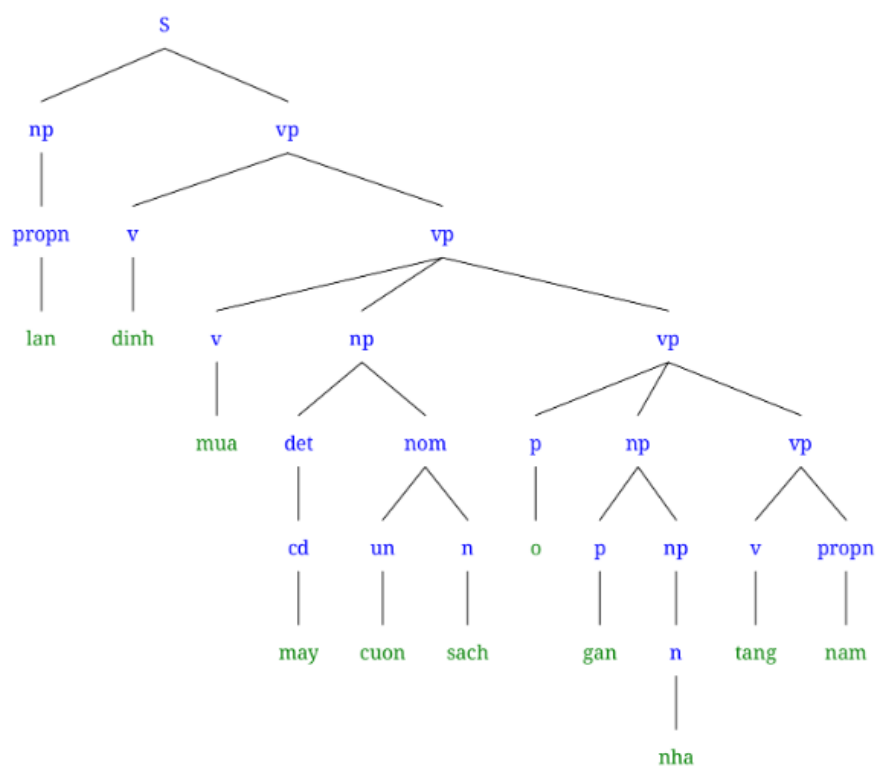 S
np vp
propn v vp
lan dinh v np vp
mua det nom p np vp
cd un n o p np v propn
may cuon sach gan n tang nam
nha